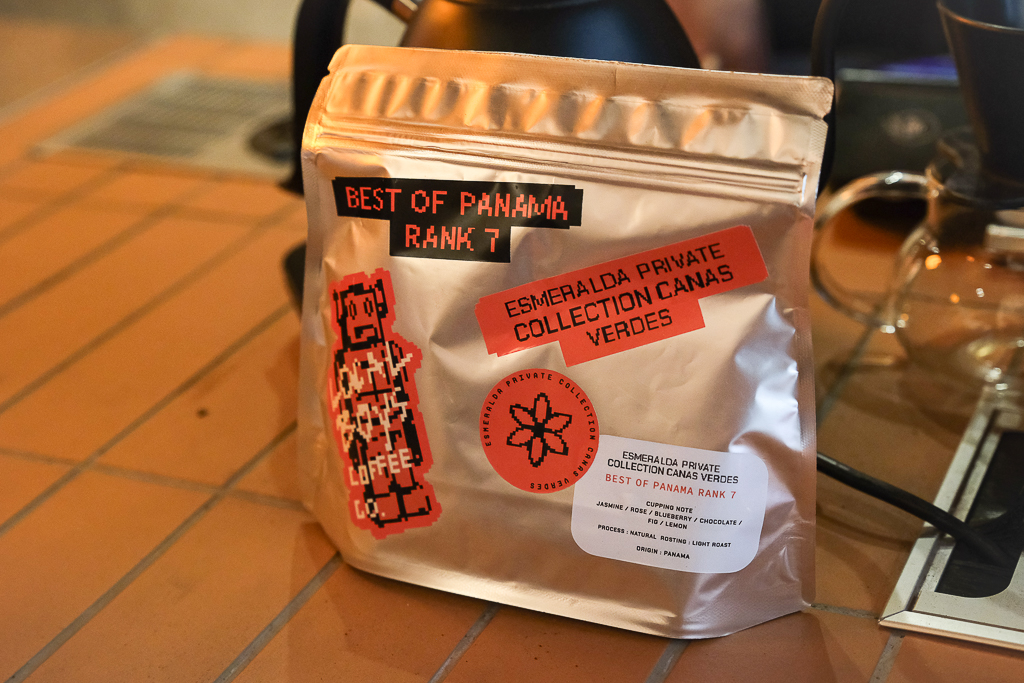 BEST OF PANAMA
RANK 7
ESMERALDA PRIVATE
COLLECTION CANAS
VERDES
COFFEE
CO.
ESMERALDA PRIVATE COLLECTION CANAS VERDES
ESMERALDA PRIVATE
COLLECTION CANAS VERDES
BEST OF PANAMA RANK 7
CUPPING NOTE
JASMINE / ROSE / BLUEBERRY / CHOCOLATE /
FIG / LEMON
PROCESS : NATURAL ROSTING : LIGHT ROAST
ORIGIN : PANAMA